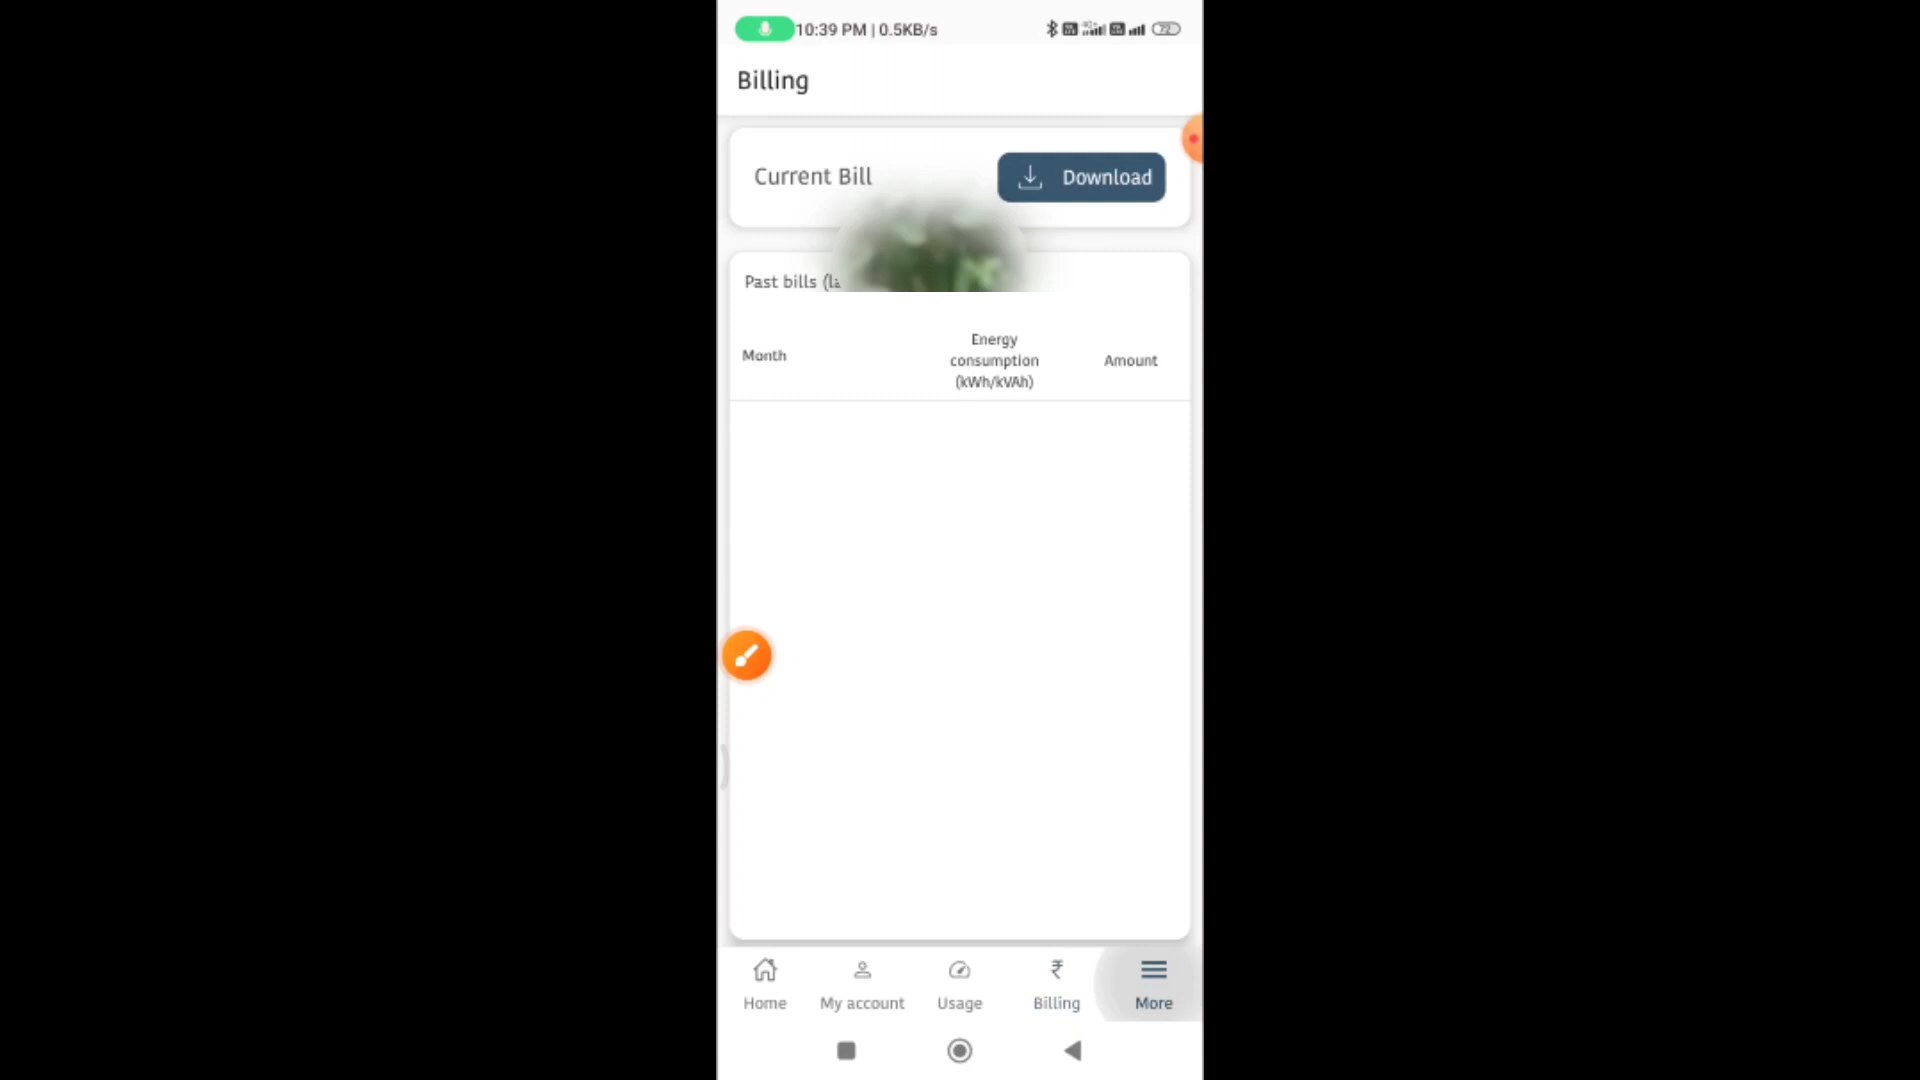 10:39 PM | 0.5KB/s
72
Billing
Current Bill
Download
Past bills
Month
Energy
consumption
(kWh/kVAh)
Amount
Home
My account
Usage
Billing
More